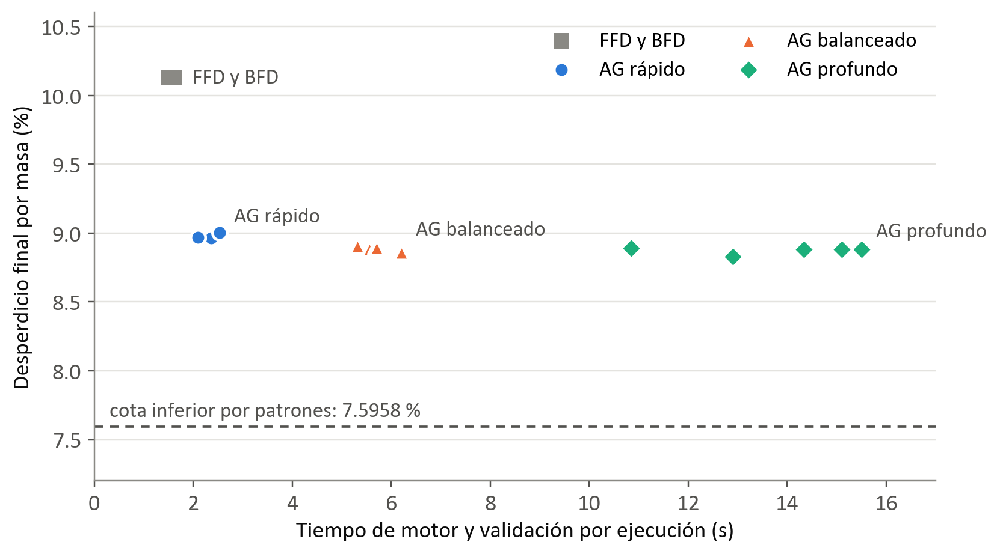 10.5
10.0
9.5
9.0
8.5
8.0
7.5
Desperdicio final por masa (%)
FFD y BFD
AG balanceado
AG rápido
AG profundo
FFD y BFD
AG rápido
AG balanceado
AG profundo
cota inferior por patrones: 7.5958 %
0 2 4 6 8 10 12 14 16
Tiempo de motor y validación por ejecución (s)